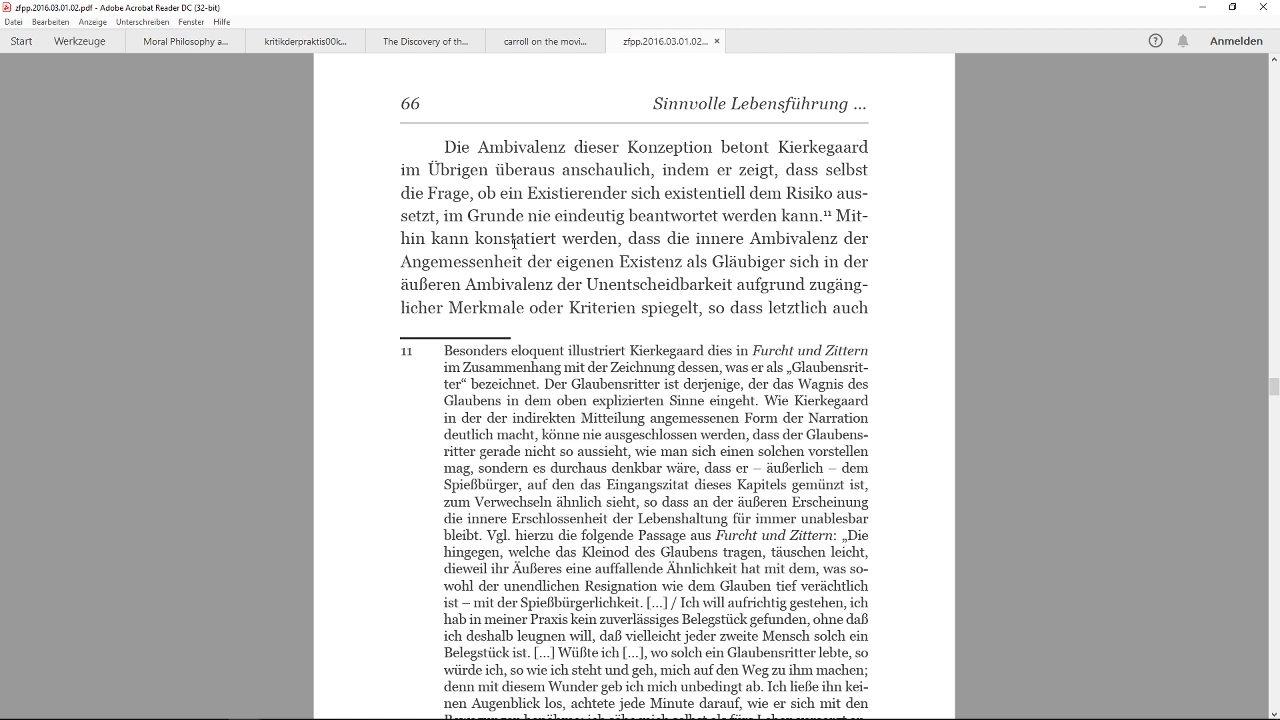 zfpp.2016.03.01.02.pdf - Adobe Acrobat Reader DC (32-bit)
Datei Bearbeiten Anzeige Unterschreiben Fenster Hilfe
Start Werkzeuge Moral Philosophy a... kritikderpraktis00k... The Discovery of th... carroll on the movi... zfpp.2016.03.01.02... × Anmelden
66 Sinnvolle Lebensführung ...
Die Ambivalenz dieser Konzeption betont Kierkegaard
im Übrigen überaus anschaulich, indem er zeigt, dass selbst
die Frage, ob ein Existierender sich existentiell dem Risiko aus-
setzt, im Grunde nie eindeutig beantwortet werden kann.¹¹ Mit-
hin kann konstatiert werden, dass die innere Ambivalenz der
Angemessenheit der eigenen Existenz als Gläubiger sich in der
äußeren Ambivalenz der Unentscheidbarkeit aufgrund zugäng-
licher Merkmale oder Kriterien spiegelt, so dass letztlich auch
11 Besonders eloquent illustriert Kierkegaard dies in Furcht und Zittern
im Zusammenhang mit der Zeichnung dessen, was er als „Glaubensrit-
ter“ bezeichnet. Der Glaubensritter ist derjenige, der das Wagnis des
Glaubens in dem oben explizierten Sinne eingeht. Wie Kierkegaard
in der der indirekten Mitteilung angemessenen Form der Narration
deutlich macht, könne nie ausgeschlossen werden, dass der Glaubens-
ritter gerade nicht so aussieht, wie man sich einen solchen vorstellen
mag, sondern es durchaus denkbar wäre, dass er – äußerlich – dem
Spießbürger, auf den das Eingangszitat dieses Kapitels gemünzt ist,
zum Verwechseln ähnlich sieht, so dass an der äußeren Erscheinung
die innere Erschlossenheit der Lebenshaltung für immer unablesbar
bleibt. Vgl. hierzu die folgende Passage aus Furcht und Zittern: „Die
hingegen, welche das Kleinod des Glaubens tragen, täuschen leicht,
dieweil ihr Äußeres eine auffallende Ähnlichkeit hat mit dem, was so-
wohl der unendlichen Resignation wie dem Glauben tief verächtlich
ist – mit der Spießbürgerlichkeit. [...] / Ich will aufrichtig gestehen, ich
hab in meiner Praxis kein zuverlässiges Belegstück gefunden, ohne daß
ich deshalb leugnen will, daß vielleicht jeder zweite Mensch solch ein
Belegstück ist. [...] Wüßte ich [...], wo solch ein Glaubensritter lebte, so
würde ich, so wie ich steht und geh, mich auf den Weg zu ihm machen;
denn mit diesem Wunder geb ich mich unbedingt ab. Ich ließe ihn kei-
nen Augenblick los, achtete jede Minute darauf, wie er sich mit den